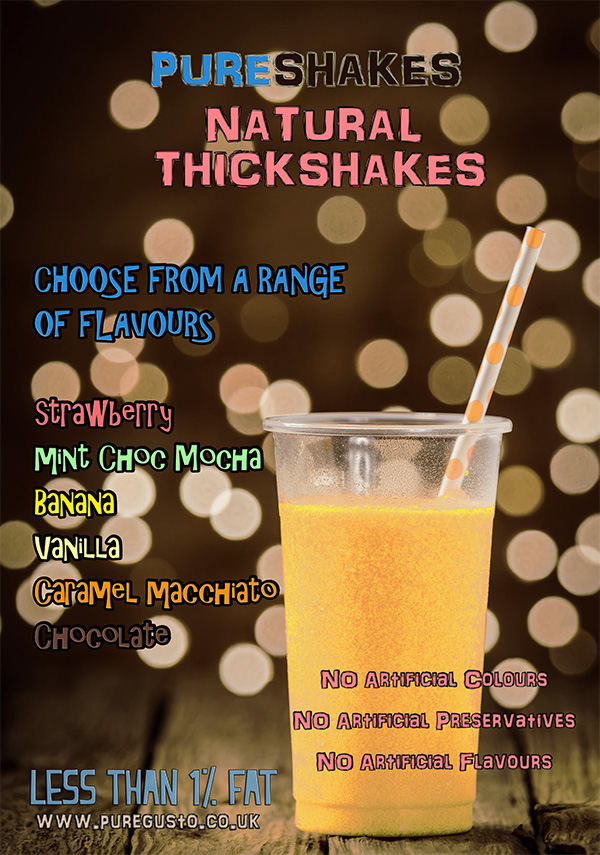 PURESHAKES
NATURAL
THICKSHAKES
CHOOSE FROM A RANGE
OF FLAVOURS
Strawberry
Mint Choc Mocha
Banana
Vanilla
Caramel Macchiato
Chocolate
No Artificial Colours
No Artificial Preservatives
No Artificial Flavours
LESS THAN 1% FAT
WWW.PUREGUSTO.CO.UK